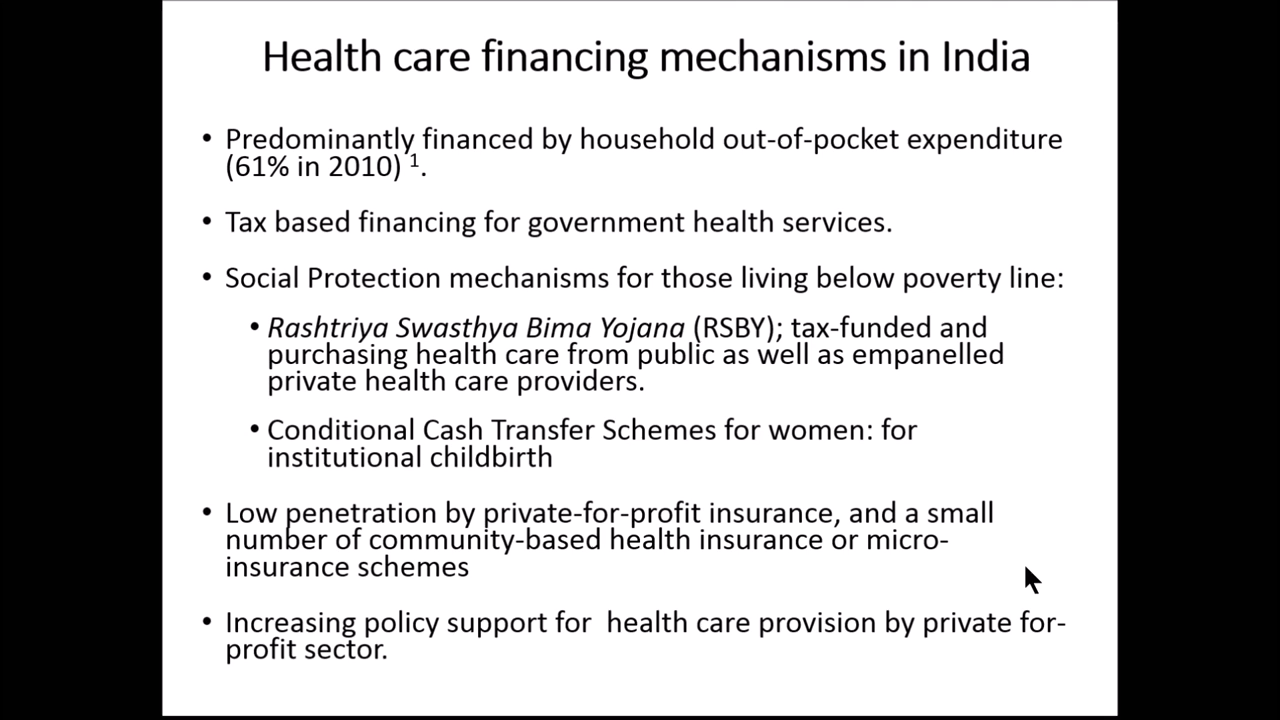 Health care financing mechanisms in India
• Predominantly financed by household out-of-pocket expenditure
(61% in 2010) 1.
• Tax based financing for government health services.
• Social Protection mechanisms for those living below poverty line:
• Rashtriya Swasthya Bima Yojana (RSBY); tax-funded and
purchasing health care from public as well as empanelled
private health care providers.
• Conditional Cash Transfer Schemes for women: for
institutional childbirth
• Low penetration by private-for-profit insurance, and a small
number of community-based health insurance or micro-
insurance schemes
• Increasing policy support for  health care provision by private for-
profit sector.